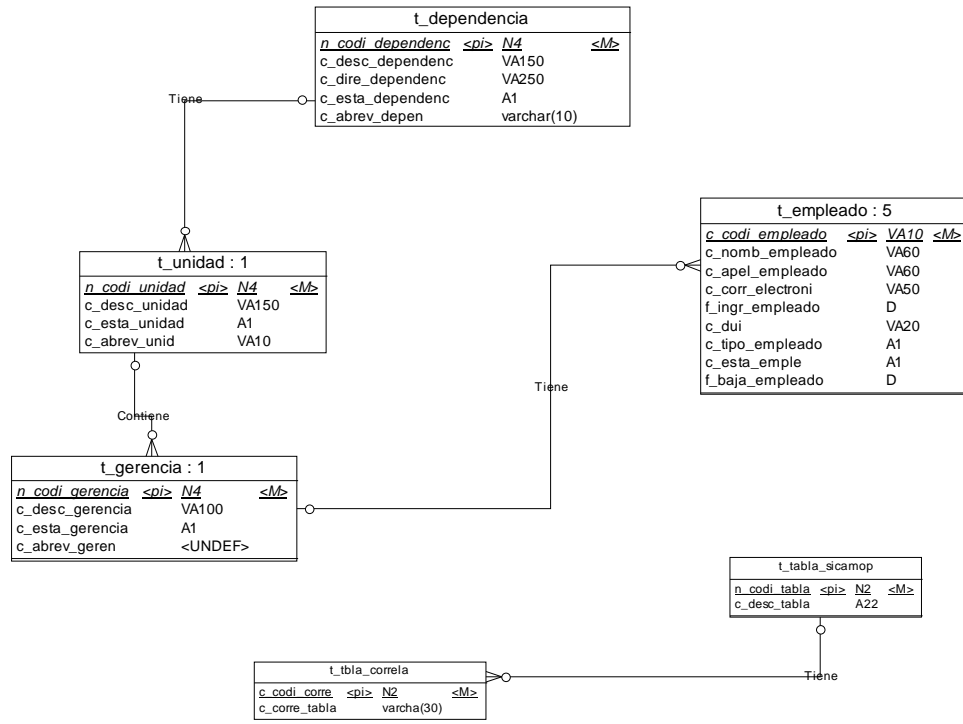 t_dependencia
n_codi_dependenc <pi> N4 <M>
c_desc_dependenc VA150
c_dire_dependenc VA250
c_esta_dependenc A1
c_abrev_depen varchar(10)
Tiene
t_unidad : 1
n_codi_unidad <pi> N4 <M>
c_desc_unidad VA150
c_esta_unidad A1
c_abrev_unid VA10
t_empleado : 5
c_codi_empleado <pi> VA10 <M>
c_nomb_empleado VA60
c_apel_empleado VA60
c_corr_electroni VA50
f_ingr_empleado D
c_dui VA20
c_tipo_empleado A1
c_esta_emple A1
f_baja_empleado D
Tiene
Contiene
t_gerencia : 1
n_codi_gerencia <pi> N4 <M>
c_desc_gerencia VA100
c_esta_gerencia A1
c_abrev_geren <UNDEF>
t_tabla_sicamop
n_codi_tabla <pi> N2 <M>
c_desc_tabla A22
Tiene
t_tbla_correla
c_codi_corre <pi> N2 <M>
c_corre_tabla varcha(30)